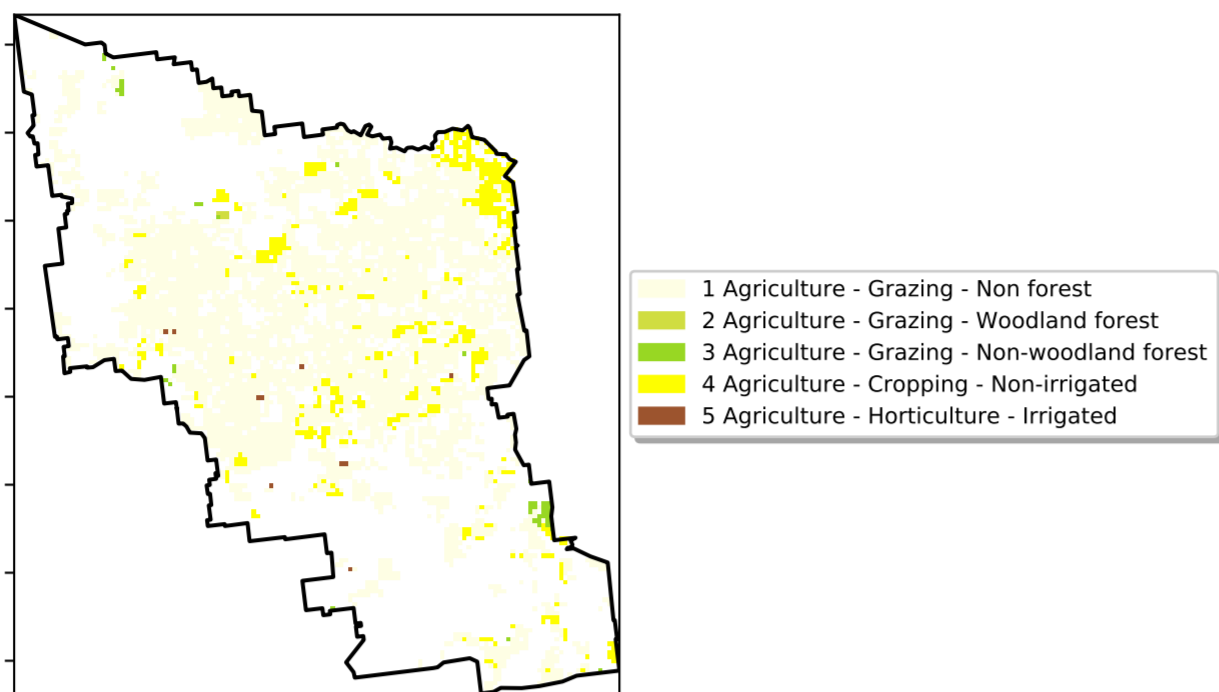 1 Agriculture - Grazing - Non forest
2 Agriculture - Grazing - Woodland forest
3 Agriculture - Grazing - Non-woodland forest
4 Agriculture - Cropping - Non-irrigated
5 Agriculture - Horticulture - Irrigated